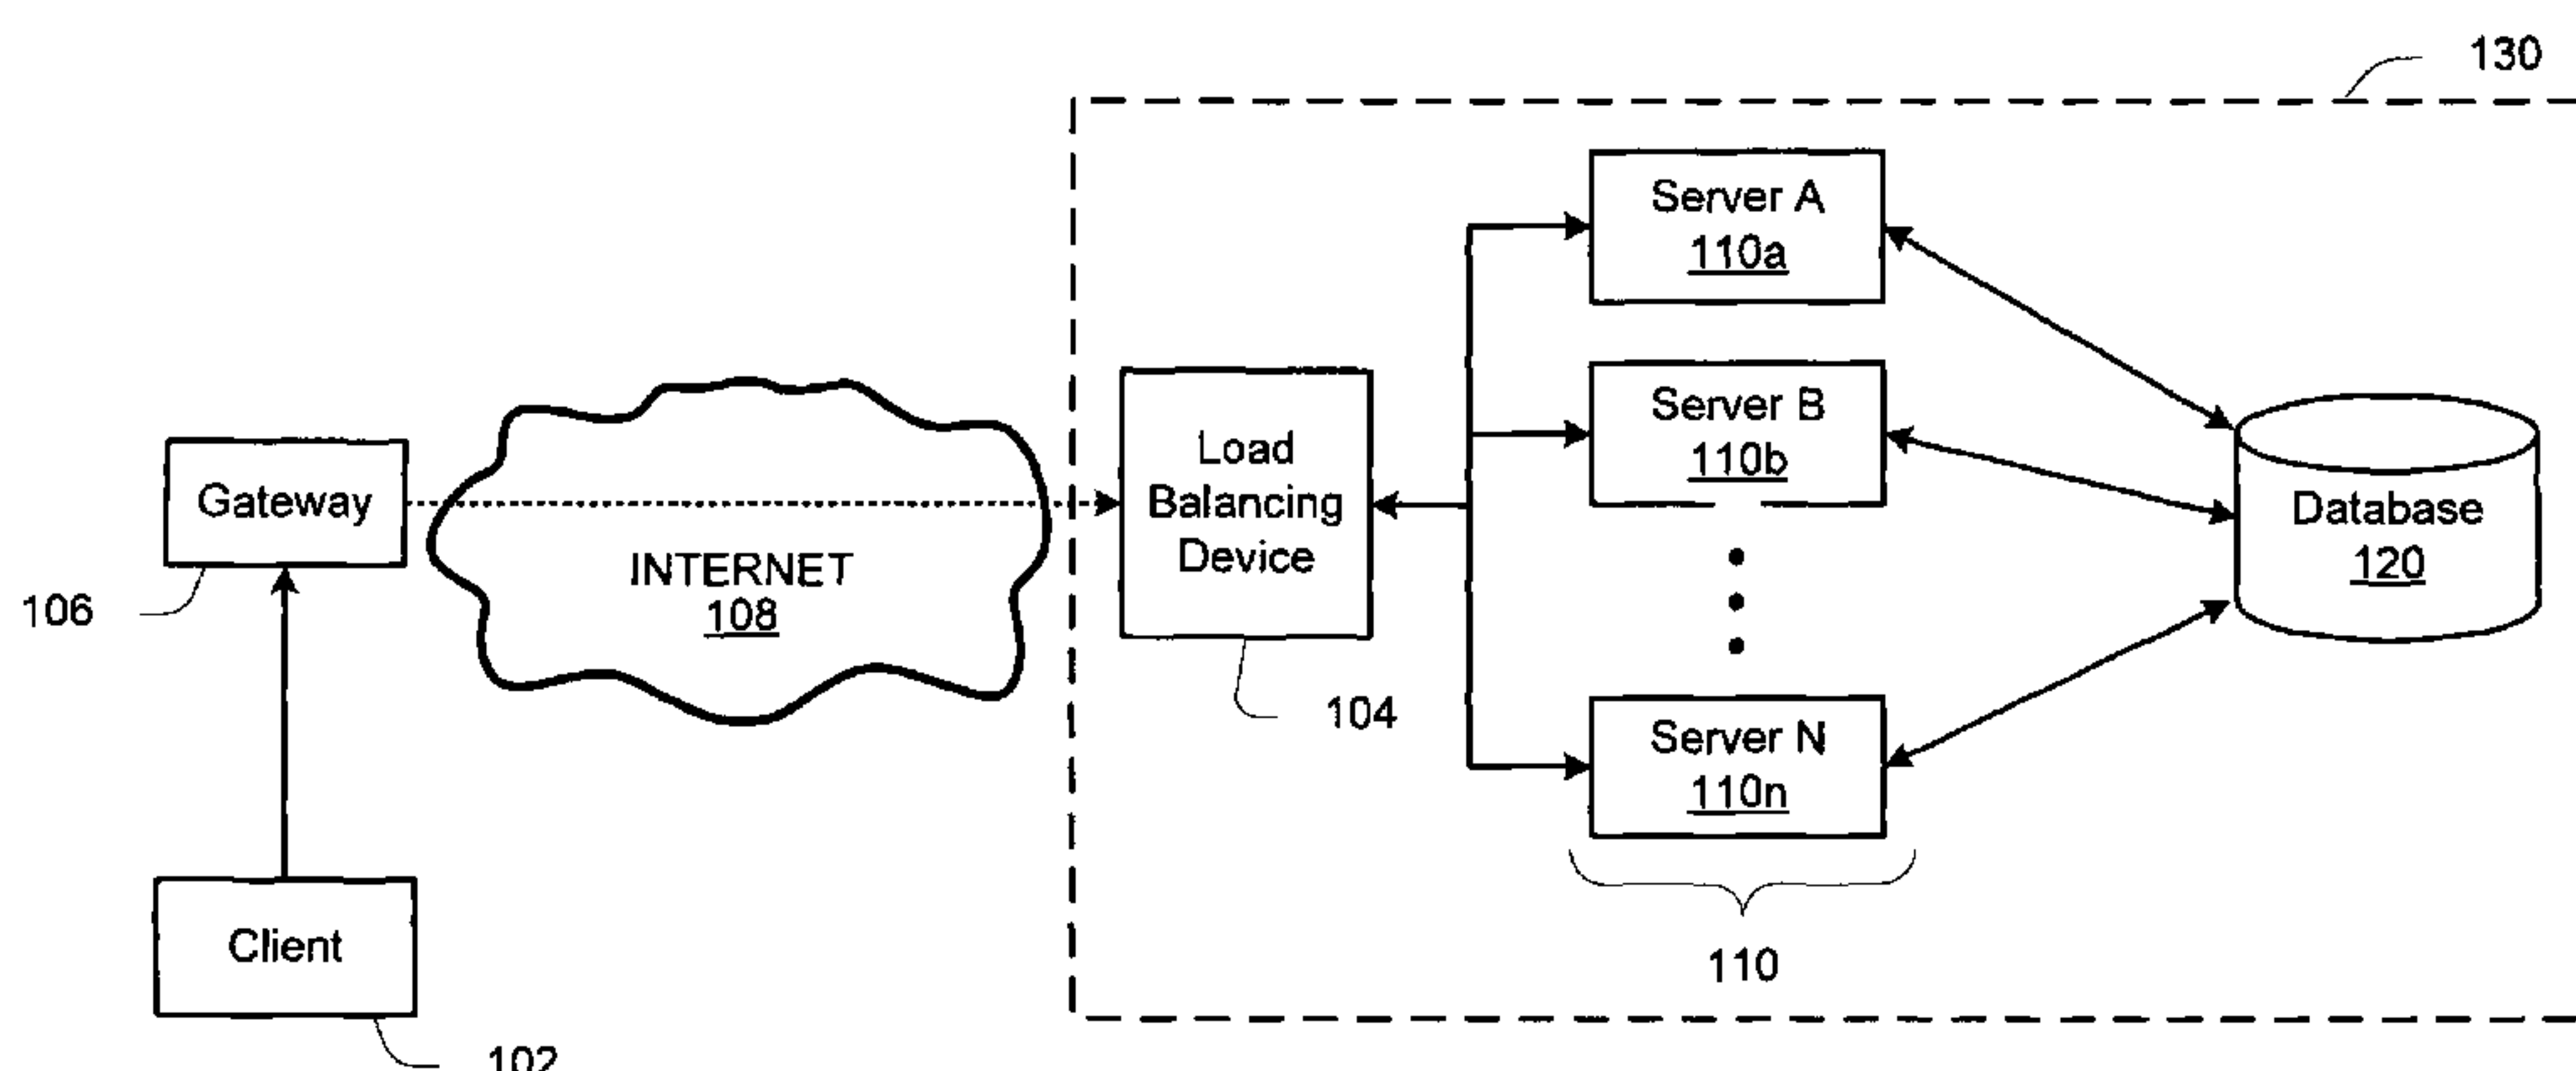 130
Server A
110a
Server B
110b
Load
Balancing
Device
Gateway
Database
120
INTERNET
108
106
104
Server N
110n
Client
110
102